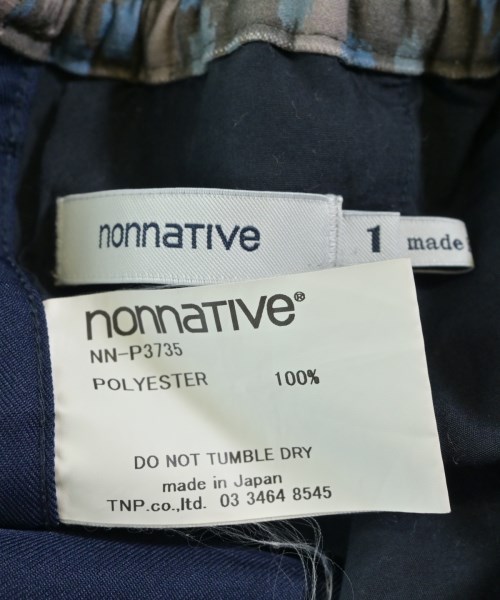 nonnative
1 made
nonnative®
NN-P3735
POLYESTER 100%
DO NOT TUMBLE DRY
made in Japan
TNP.co.,ltd. 03 3464 8545